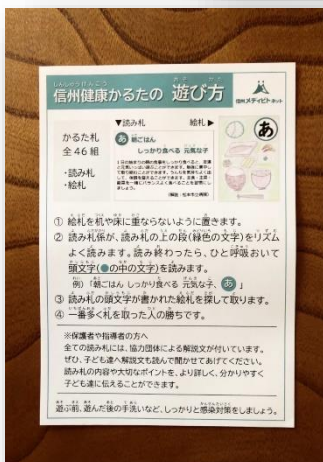 信州健康かるたの 遊び方
信州 メディビト ネット
▼読み札 絵札▶
かるた札
全46組
・読み札
・絵札
あ 朝ごはん
しっかり食べる 元気な子
あ
① 絵札を机や床に重ならないように置きます。
② 読み札係が、読み札の上の段(緑色の文字)をリズム
よく読みます。読み終わったら、ひと呼吸おいて
頭文字(●の中の文字)を読みます。
例)「朝ごはん しっかり食べる 元気な子、 あ 」
③ 読み札の頭文字が書かれた絵札を探して取ります。
④ 一番多く札を取った人の勝ちです。
※保護者や指導者の方へ
全ての読み札には、協力団体による解説文が付いています。
ぜひ、子ども達へ解説文も読んで聞かせてあげてください。
読み札の内容や大切なポイントを、より詳しく、分かりやすく
子ども達に伝えることができます。
遊ぶ前、遊んだ後の手洗いなど、しっかりと感染対策をしましょう。